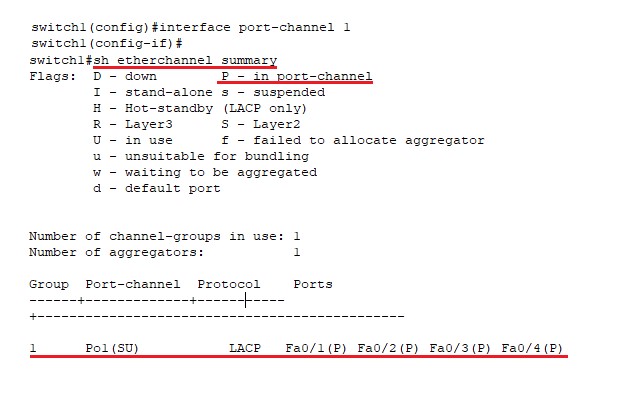 switch1(config)#interface port-channel 1
switch1(config-if)#
switch1#sh etherchannel summary
Flags:  D - down        P - in port-channel
        I - stand-alone s - suspended
        H - Hot-standby (LACP only)
        R - Layer3      S - Layer2
        U - in use      f - failed to allocate aggregator
        u - unsuitable for bundling
        w - waiting to be aggregated
        d - default port
Number of channel-groups in use: 1
Number of aggregators:           1
Group  Port-channel  Protocol    Ports
------+-------------+------+-----
+----------------------------------------------
1      Po1(SU)           LACP   Fa0/1(P) Fa0/2(P) Fa0/3(P) Fa0/4(P)